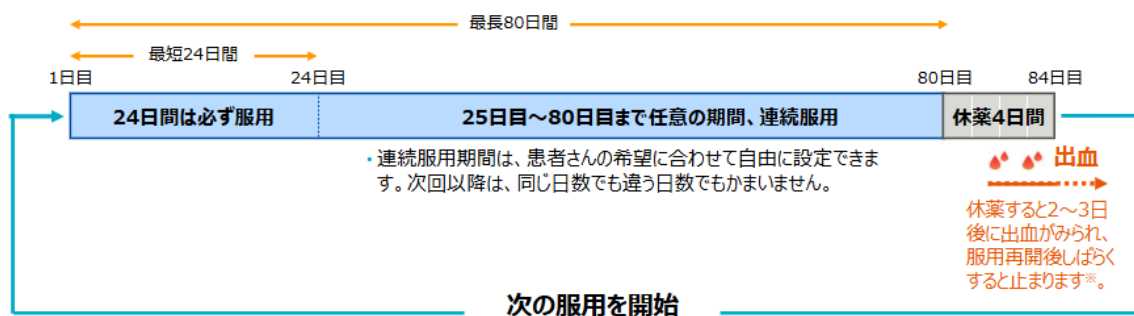 最長80日間
最短24日間
1日目
24日目
80日目
84日目
24日間は必ず服用
25日目～80日目まで任意の期間、連続服用
休薬4日間
・連続服用期間は、患者さんの希望に合わせて自由に設定できま
す。次回以降は、同じ日数でも違う日数でもかまいません。
出血
休薬すると2～3日
後に出血がみられ、
服用再開後しばらく
すると止まります※。
次の服用を開始